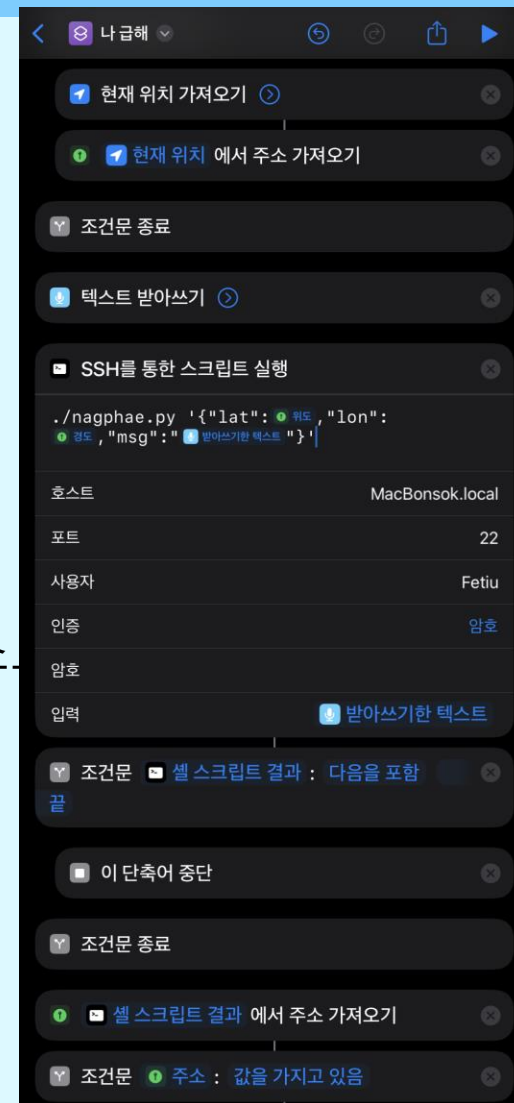 나 급해
현재 위치 가져오기
현재 위치 에서 주소 가져오기
조건문 종료
텍스트 받아쓰기
SSH를 통한 스크립트 실행
./nagphae.py '{"lat": 위도 ,"lon":
경도 ,"msg":" 받아쓰기한 텍스트 "}'
호스트 MacBonsok.local
포트 22
사용자 Fetiu
인증 암호
암호
입력 받아쓰기한 텍스트
조건문 셸 스크립트 결과 : 다음을 포함
끝
이 단축어 중단
조건문 종료
셸 스크립트 결과 에서 주소 가져오기
조건문 주소 : 값을 가지고 있음